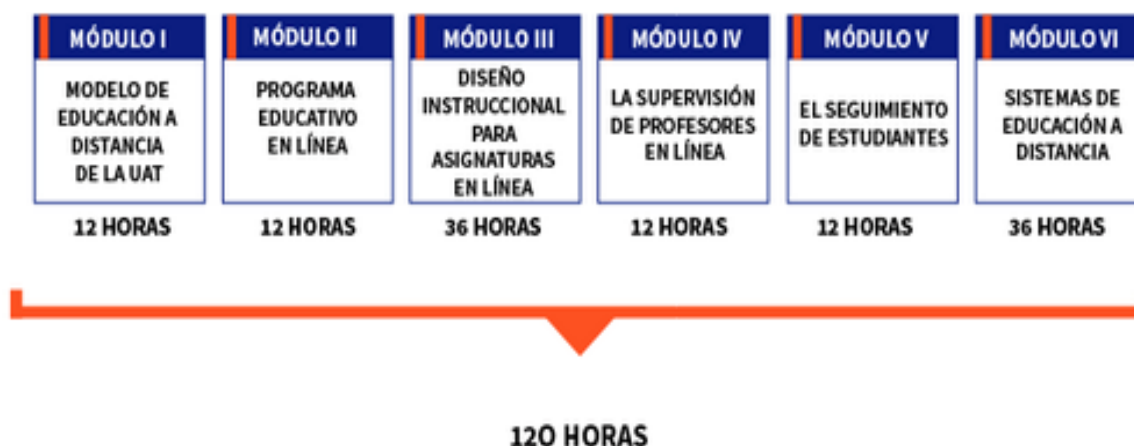 MÓDULO I
MODELO DE
EDUCACIÓN A
DISTANCIA
DE LA UAT
12 HORAS
MÓDULO II
PROGRAMA
EDUCATIVO
EN LÍNEA
12 HORAS
MÓDULO III
DISEÑO
INSTRUCCIONAL
PARA
ASIGNATURAS
EN LÍNEA
36 HORAS
MÓDULO IV
LA SUPERVISIÓN
DE PROFESORES
EN LÍNEA
12 HORAS
MÓDULO V
EL SEGUIMIENTO
DE ESTUDIANTES
12 HORAS
MÓDULO VI
SISTEMAS DE
EDUCACIÓN A
DISTANCIA
36 HORAS
120 HORAS